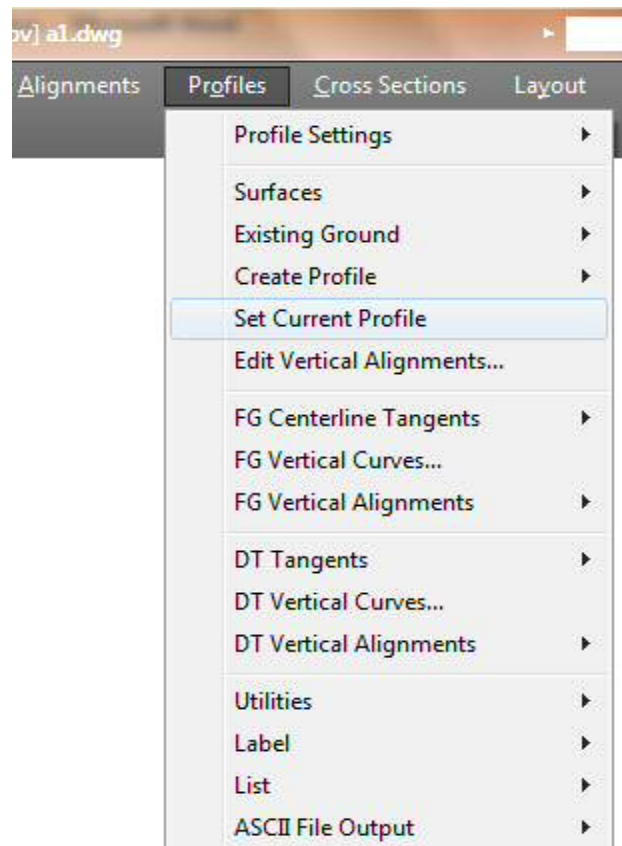 ov] a1.dwg
Alignments Profiles Cross Sections Layout
Profile Settings
Surfaces
Existing Ground
Create Profile
Set Current Profile
Edit Vertical Alignments...
FG Centerline Tangents
FG Vertical Curves...
FG Vertical Alignments
DT Tangents
DT Vertical Curves...
DT Vertical Alignments
Utilities
Label
List
ASCII File Output